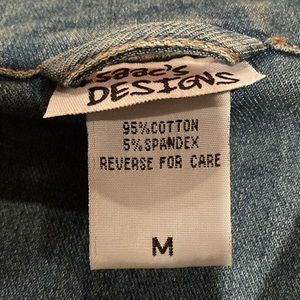 Isaac's
DESIGNS
95%COTTON
5%SPANDEX
REVERSE FOR CARE
M